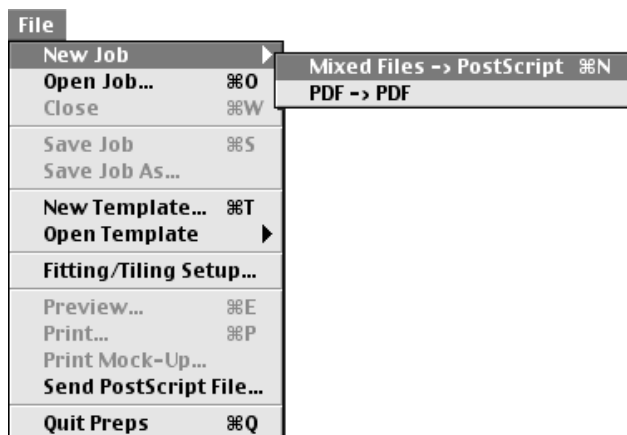 File
New Job
Mixed Files -> PostScript ⌘N
PDF -> PDF
Open Job... ⌘O
Close ⌘W
Save Job ⌘S
Save Job As...
New Template... ⌘T
Open Template
Fitting/Tiling Setup...
Preview... ⌘E
Print... ⌘P
Print Mock-Up...
Send PostScript File...
Quit Preps ⌘Q